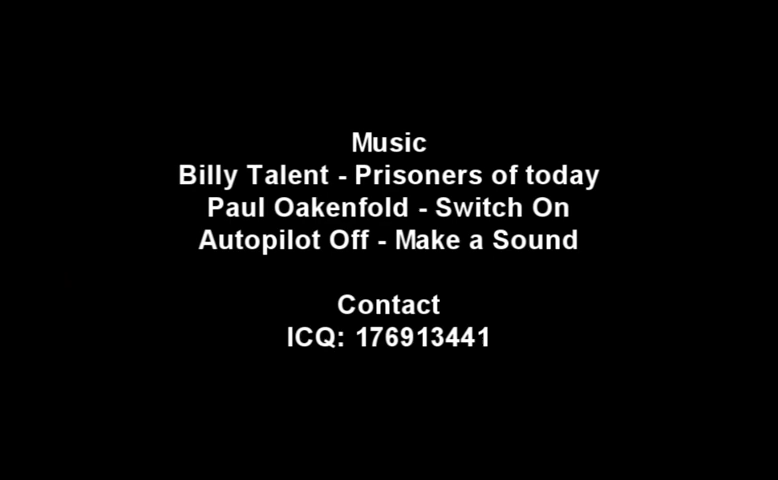 Music
Billy Talent - Prisoners of today
Paul Oakenfold - Switch On
Autopilot Off - Make a Sound
Contact
ICQ: 176913441